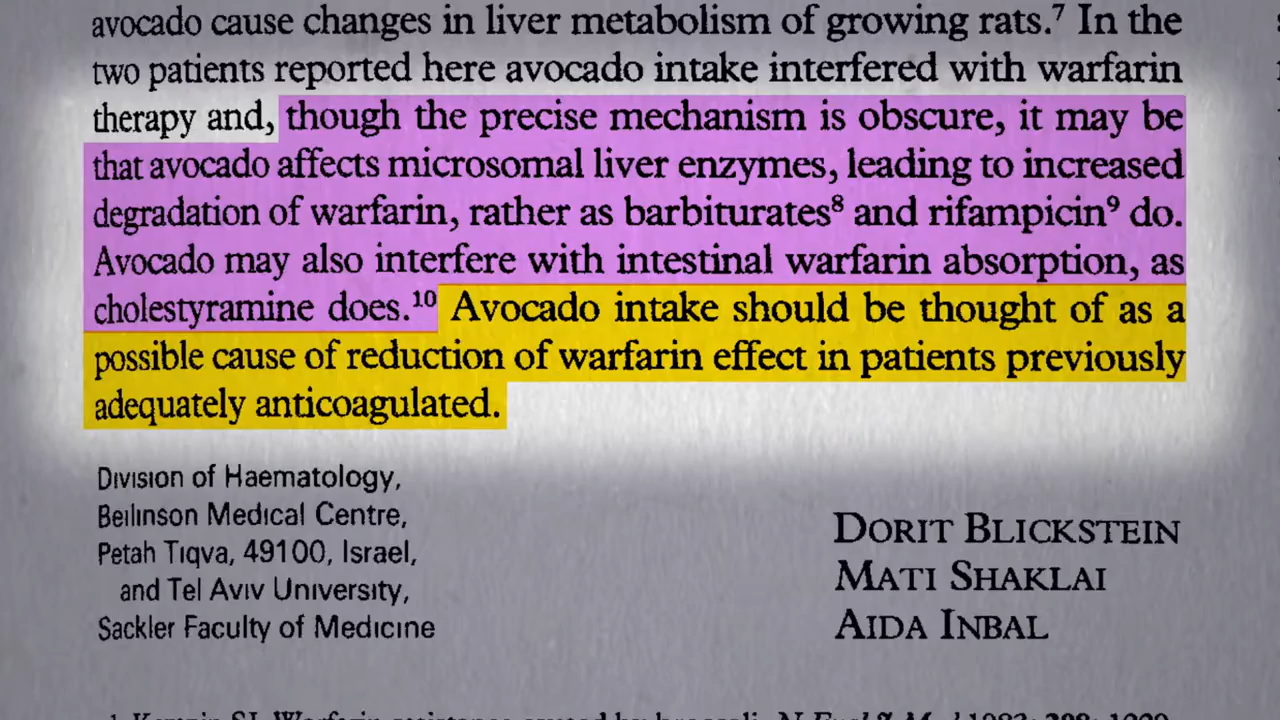 avocado cause changes in liver metabolism of growing rats.⁷ In the
two patients reported here avocado intake interfered with warfarin
therapy and, though the precise mechanism is obscure, it may be
that avocado affects microsomal liver enzymes, leading to increased
degradation of warfarin, rather as barbiturates⁸ and rifampicin⁹ do.
Avocado may also interfere with intestinal warfarin absorption, as
cholestyramine does.¹⁰ Avocado intake should be thought of as a
possible cause of reduction of warfarin effect in patients previously
adequately anticoagulated.
Division of Haematology,
Beilinson Medical Centre,
Petah Tiqva, 49100, Israel,
and Tel Aviv University,
Sackler Faculty of Medicine
DORIT BLICKSTEIN
MATI SHAKLAI
AIDA INBAL